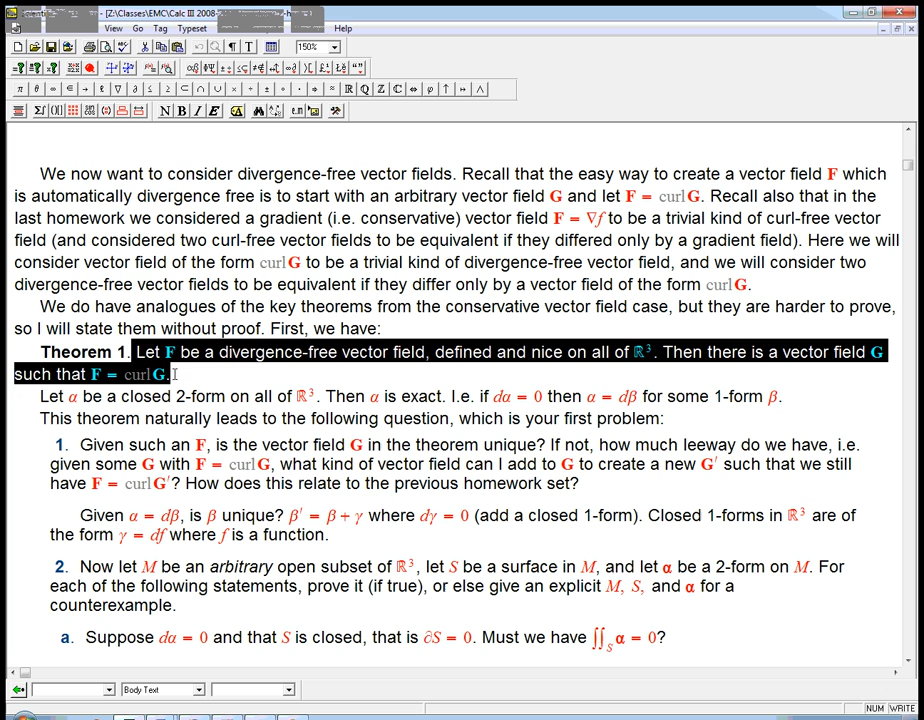 - [Z:\Classes\EMC\Calc III 2008-
View Go Tag Typeset Help
150%
π θ ∞ ∈ → ℓ ∇ ∂ ≤ ≥ ⊂ ∩ ∪ × ÷ ± ∘ · ⇒ ≈ ℝ ℚ ℤ ℂ ⇔ φ ↑ ↦ ∧
N B I E
We now want to consider divergence-free vector fields. Recall that the easy way to create a vector field F which
is automatically divergence free is to start with an arbitrary vector field G and let F = curl G. Recall also that in the
last homework we considered a gradient (i.e. conservative) vector field F = ∇f to be a trivial kind of curl-free vector
field (and considered two curl-free vector fields to be equivalent if they differed only by a gradient field). Here we will
consider vector field of the form curl G to be a trivial kind of divergence-free vector field, and we will consider two
divergence-free vector fields to be equivalent if they differ only by a vector field of the form curl G.
We do have analogues of the key theorems from the conservative vector field case, but they are harder to prove,
so I will state them without proof. First, we have:
Theorem 1. Let F be a divergence-free vector field, defined and nice on all of ℝ³. Then there is a vector field G
such that F = curl G.
Let α be a closed 2-form on all of ℝ³. Then α is exact. I.e. if dα = 0 then α = dβ for some 1-form β.
This theorem naturally leads to the following question, which is your first problem:
1. Given such an F, is the vector field G in the theorem unique? If not, how much leeway do we have, i.e.
given some G with F = curl G, what kind of vector field can I add to G to create a new G′ such that we still
have F = curl G′? How does this relate to the previous homework set?
Given α = dβ, is β unique? β′ = β + γ where dγ = 0 (add a closed 1-form). Closed 1-forms in ℝ³ are of
the form γ = df where f is a function.
2. Now let M be an arbitrary open subset of ℝ³, let S be a surface in M, and let α be a 2-form on M. For
each of the following statements, prove it (if true), or else give an explicit M, S, and α for a
counterexample.
a. Suppose dα = 0 and that S is closed, that is ∂S = 0. Must we have ∬_S α = 0?
Body Text
NUM WRITE